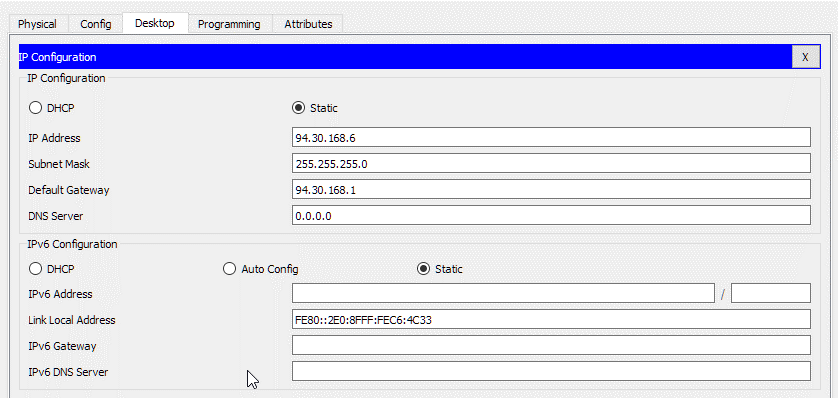 Physical Config Desktop Programming Attributes
IP Configuration X
IP Configuration
DHCP Static
IP Address 94.30.168.6
Subnet Mask 255.255.255.0
Default Gateway 94.30.168.1
DNS Server 0.0.0.0
IPv6 Configuration
DHCP Auto Config Static
IPv6 Address /
Link Local Address FE80::2E0:8FFF:FEC6:4C33
IPv6 Gateway
IPv6 DNS Server